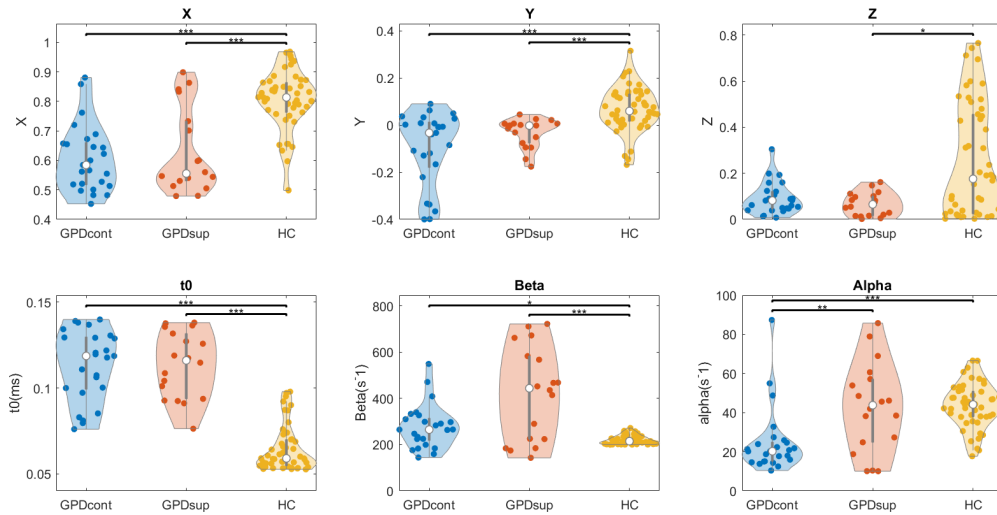 X
***
***
1
0.9
0.8
0.7
0.6
0.5
0.4
X
GPDcont GPDsup HC
Y
***
***
0.4
0.2
0
-0.2
-0.4
Y
GPDcont GPDsup HC
Z
*
0.8
0.6
0.4
0.2
0
Z
GPDcont GPDsup HC
t0
***
***
0.15
0.1
0.05
t0(ms)
GPDcont GPDsup HC
Beta
*
***
800
600
400
200
0
Beta(s⁻¹)
GPDcont GPDsup HC
Alpha
***
**
100
80
60
40
20
0
alpha(s⁻¹)
GPDcont GPDsup HC